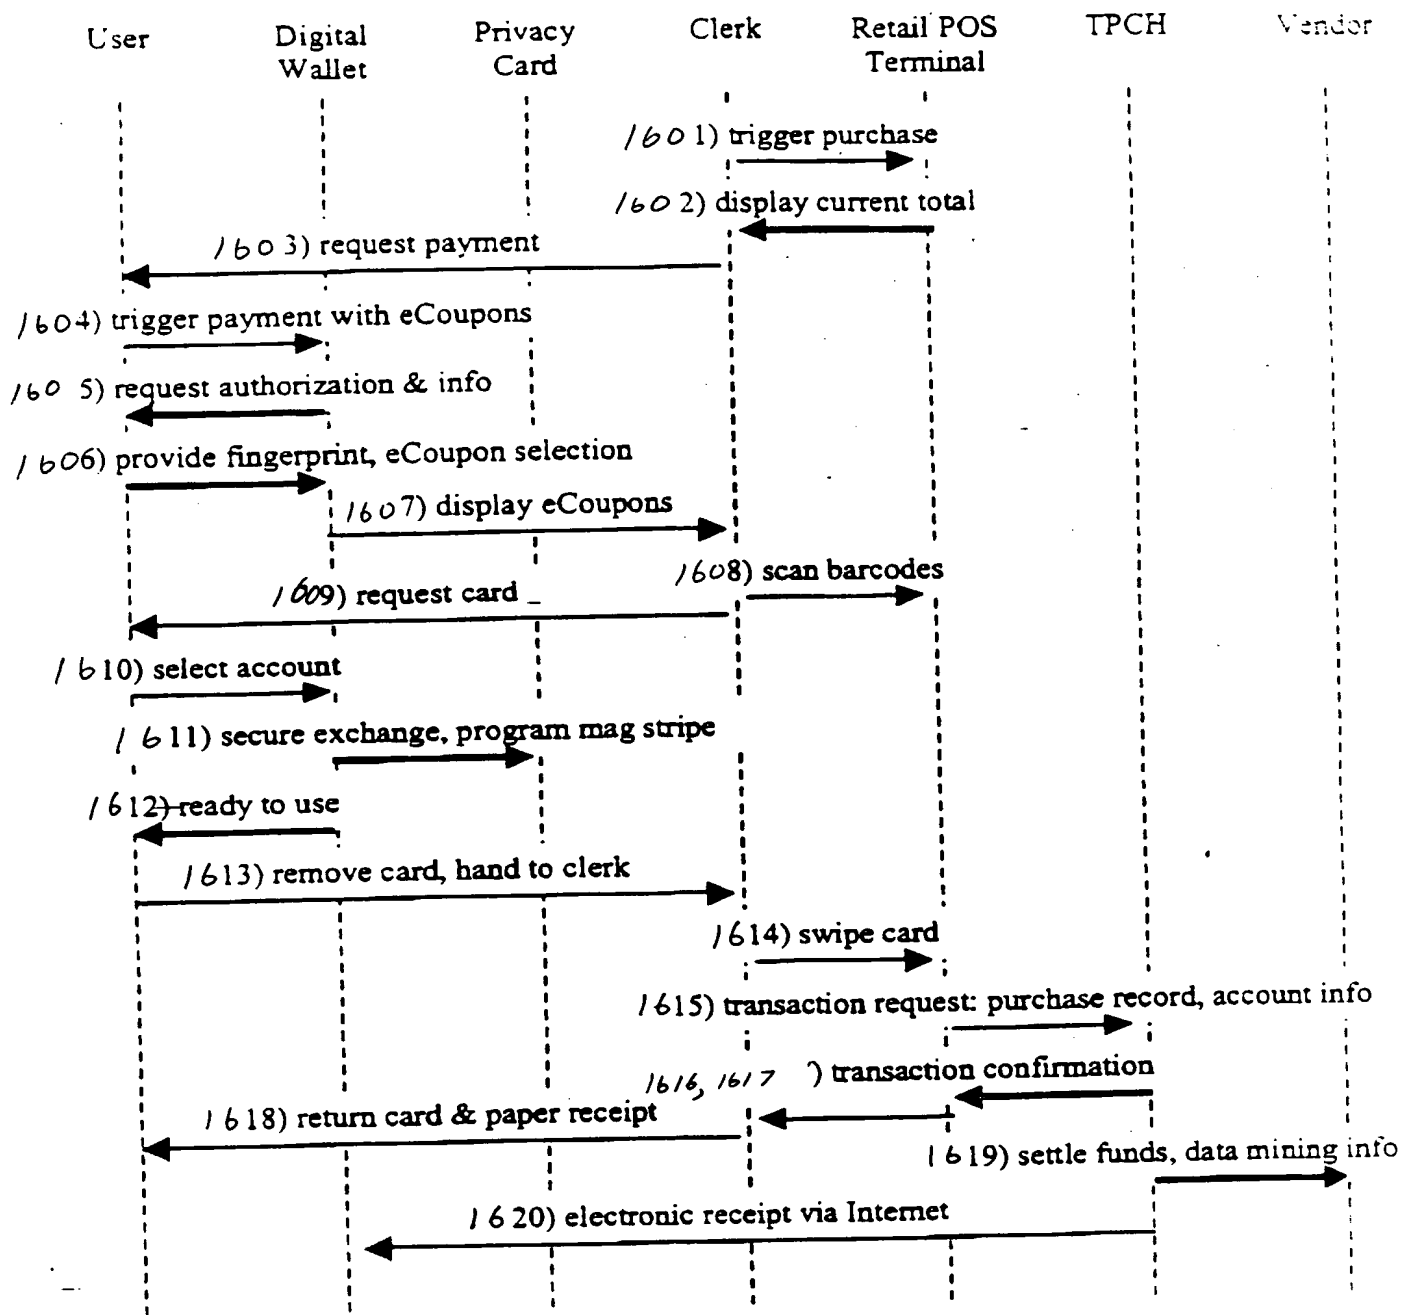 User
Digital
Wallet
Privacy
Card
Clerk
Retail POS
Terminal
TPCH
Vendor
1601) trigger purchase
1602) display current total
1603) request payment
1604) trigger payment with eCoupons
1605) request authorization & info
1606) provide fingerprint, eCoupon selection
1607) display eCoupons
1608) scan barcodes
1609) request card
1610) select account
1611) secure exchange, program mag stripe
1612) ready to use
1613) remove card, hand to clerk
1614) swipe card
1615) transaction request: purchase record, account info
1616, 1617 ) transaction confirmation
1618) return card & paper receipt
1619) settle funds, data mining info
1620) electronic receipt via Internet